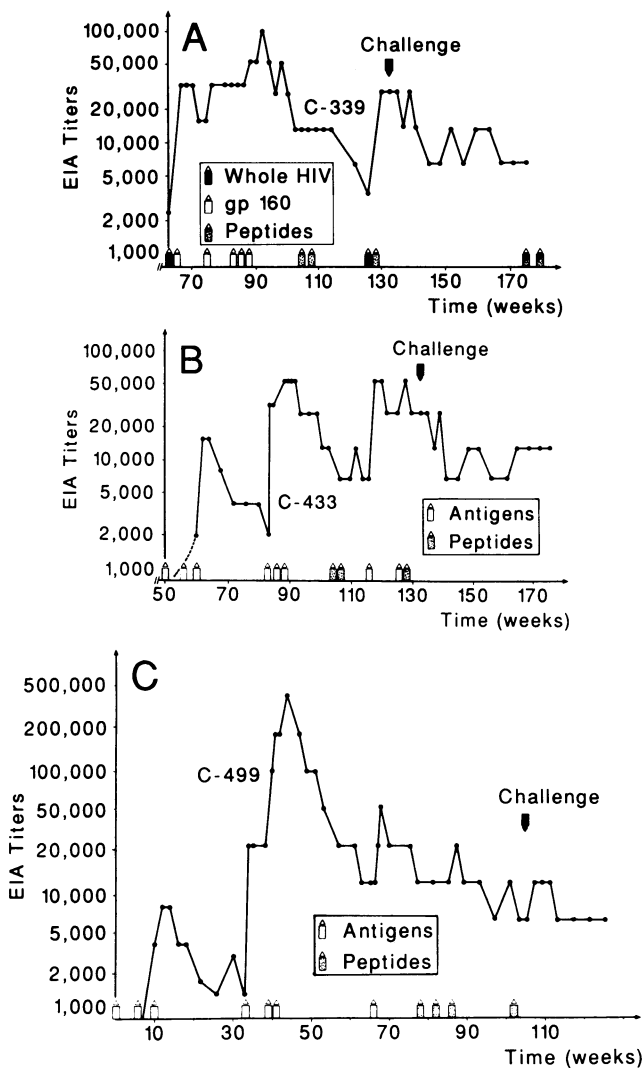 A
100,000
50,000
20,000
10,000
5,000
2,000
1,000
EIA Titers
Challenge
C-339
Whole HIV
gp 160
Peptides
70 90 110 130 150 170
Time (weeks)
B
100,000
50,000
20,000
10,000
5,000
2,000
1,000
EIA Titers
Challenge
C-433
Antigens
Peptides
50 70 90 110 130 150 170
Time (weeks)
C
500,000
200,000
100,000
50,000
20,000
10,000
5,000
2,000
1,000
EIA Titers
C-499
Challenge
Antigens
Peptides
10 30 50 70 90 110
Time (weeks)